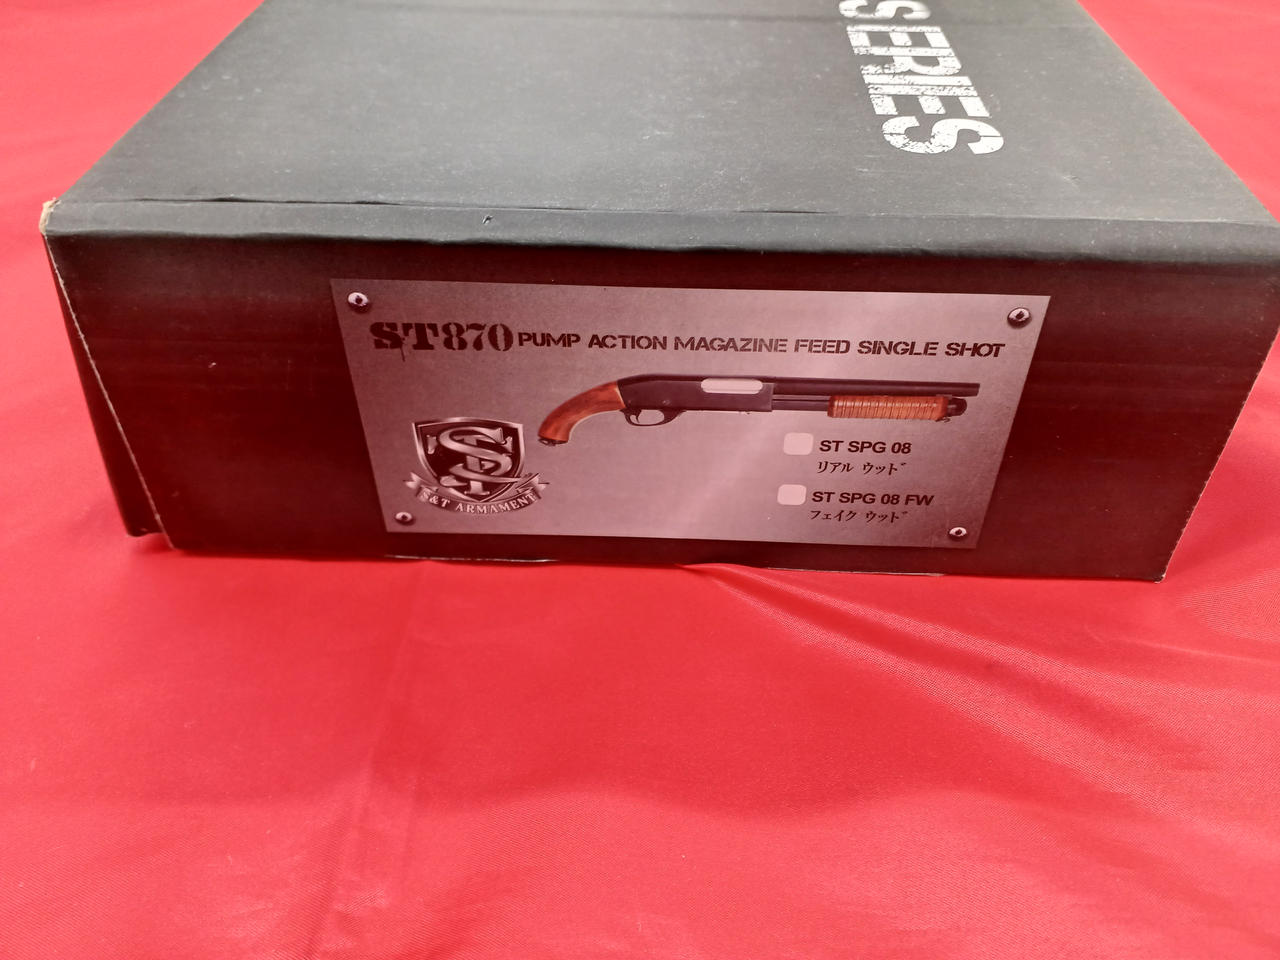 SERIES
ST870 PUMP ACTION MAGAZINE FEED SINGLE SHOT
S&T ARMAMENT
ST SPG 08
リアル ウッド
ST SPG 08 FW
フェイク ウッド